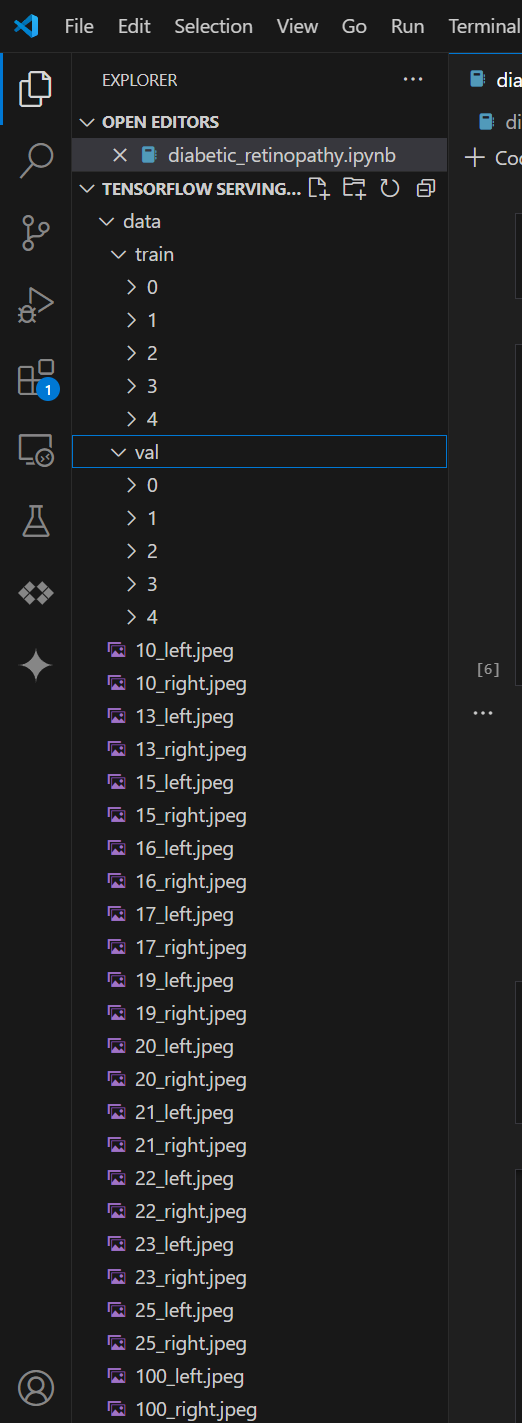 File Edit Selection View Go Run Terminal
EXPLORER
OPEN EDITORS
diabetic_retinopathy.ipynb
TENSORFLOW SERVING...
data
train
0
1
2
3
4
val
0
1
2
3
4
10_left.jpeg
10_right.jpeg
13_left.jpeg
13_right.jpeg
15_left.jpeg
15_right.jpeg
16_left.jpeg
16_right.jpeg
17_left.jpeg
17_right.jpeg
19_left.jpeg
19_right.jpeg
20_left.jpeg
20_right.jpeg
21_left.jpeg
21_right.jpeg
22_left.jpeg
22_right.jpeg
23_left.jpeg
23_right.jpeg
25_left.jpeg
25_right.jpeg
100_left.jpeg
100_right.jpeg
1
dia
di
+ Co
[6]
...